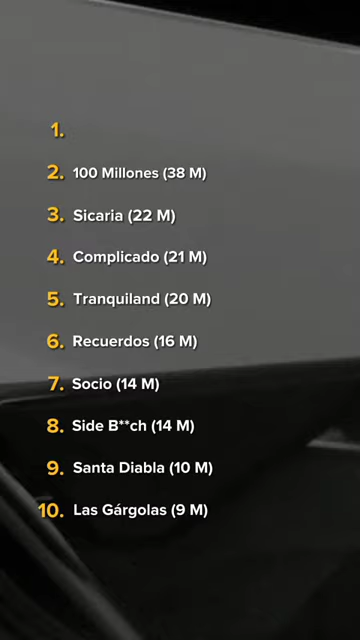 1.
2. 100 Millones (38 M)
3. Sicaria (22 M)
4. Complicado (21 M)
5. Tranquiland (20 M)
6. Recuerdos (16 M)
7. Socio (14 M)
8. Side B**ch (14 M)
9. Santa Diabla (10 M)
10. Las Gárgolas (9 M)